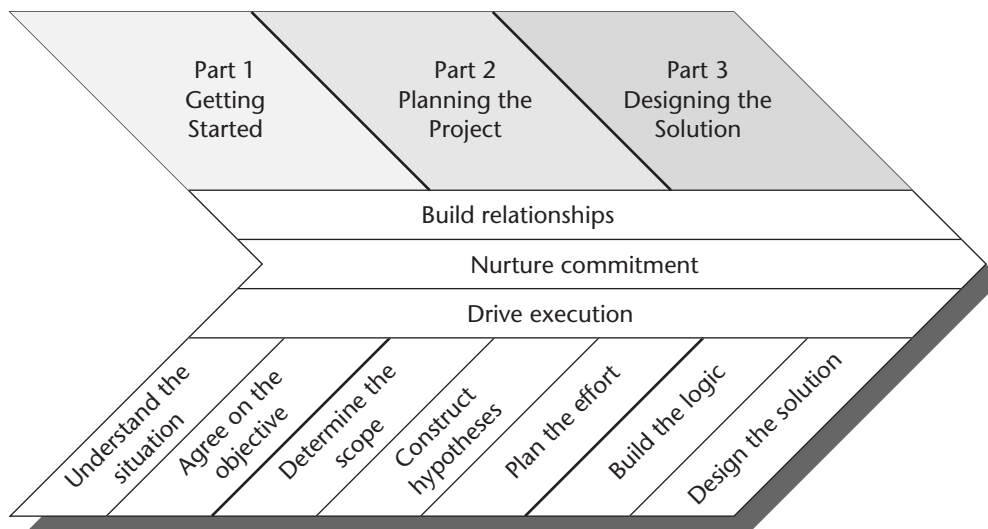 Part 1
Getting
Started
Part 2
Planning the
Project
Part 3
Designing the
Solution
Build relationships
Nurture commitment
Drive execution
Understand the
situation
Agree on the
objective
Determine the
scope
Construct
hypotheses
Plan the effort
Build the logic
Design the solution